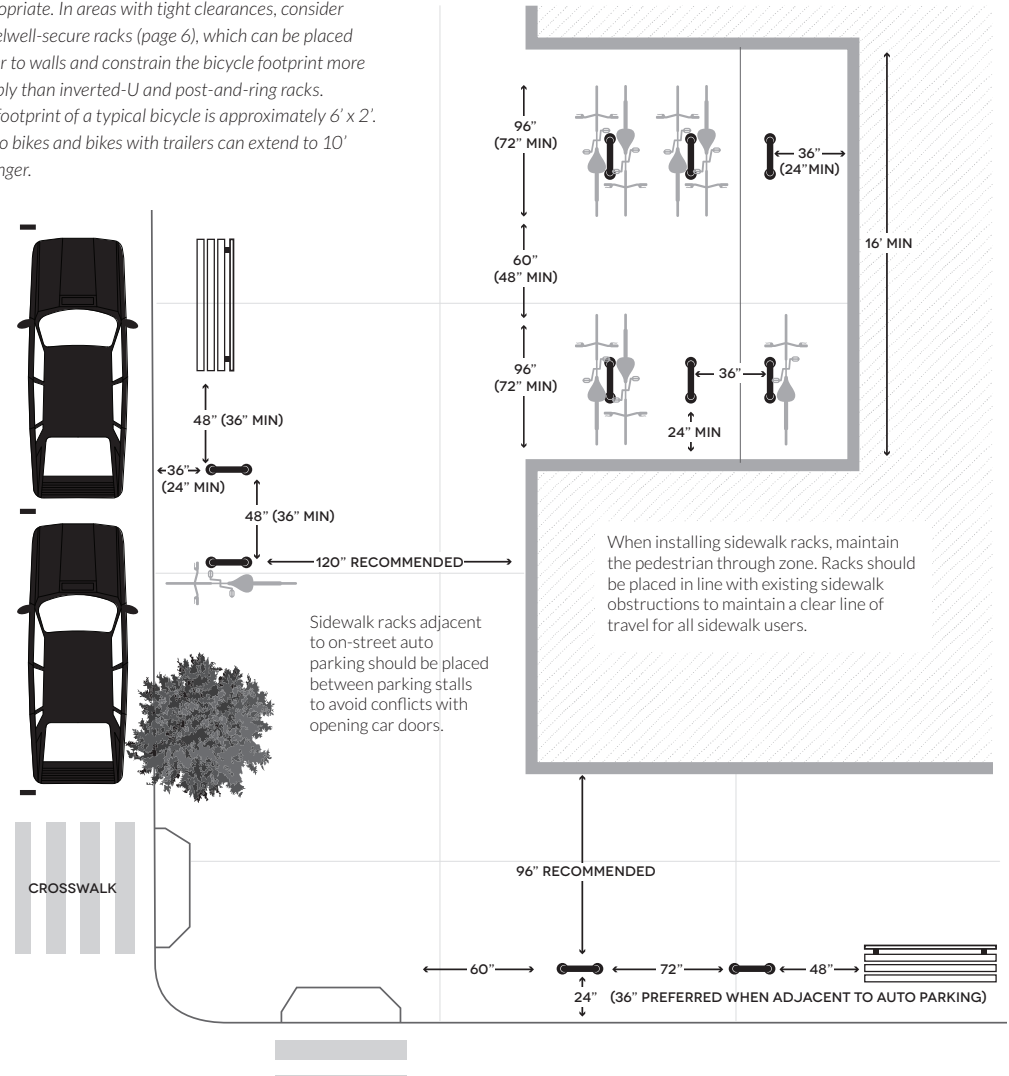 opriate. In areas with tight clearances, consider
elwell-secure racks (page 6), which can be placed
r to walls and constrain the bicycle footprint more
bly than inverted-U and post-and-ring racks.
footprint of a typical bicycle is approximately 6’ x 2’.
o bikes and bikes with trailers can extend to 10’
nger.
96”
(72” MIN)
36”
(24”MIN)
16’ MIN
60”
(48” MIN)
96”
(72” MIN)
36”
24” MIN
48” (36” MIN)
36”
(24” MIN)
48” (36” MIN)
120” RECOMMENDED
When installing sidewalk racks, maintain
the pedestrian through zone. Racks should
be placed in line with existing sidewalk
obstructions to maintain a clear line of
travel for all sidewalk users.
Sidewalk racks adjacent
to on-street auto
parking should be placed
between parking stalls
to avoid conflicts with
opening car doors.
CROSSWALK
96” RECOMMENDED
60”
72”
48”
24” (36” PREFERRED WHEN ADJACENT TO AUTO PARKING)